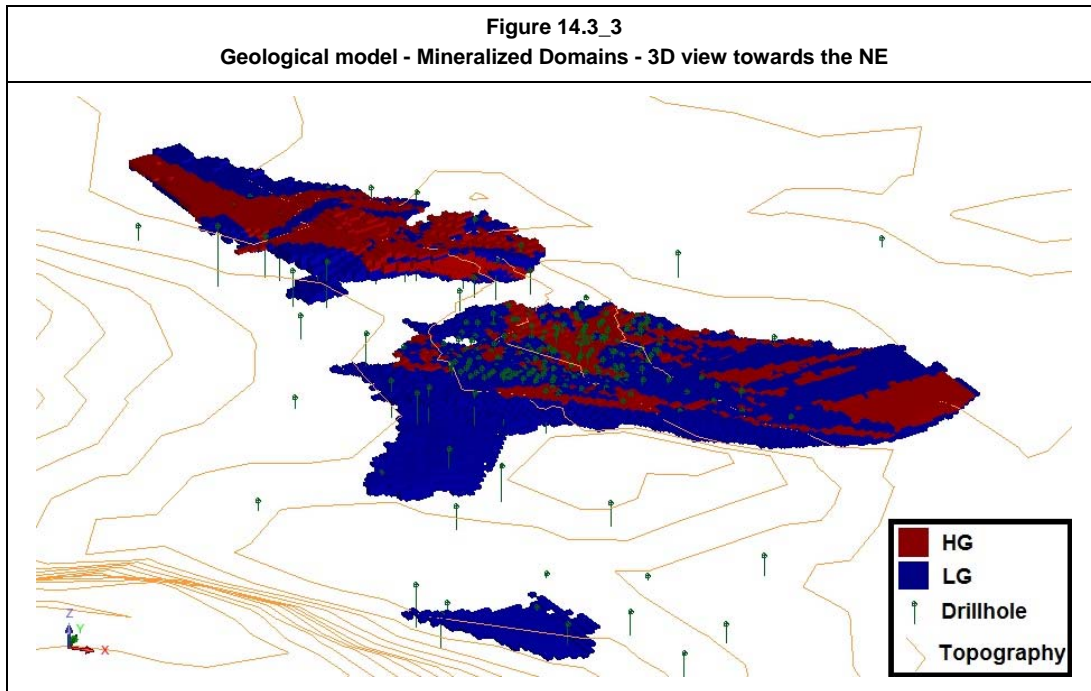 Figure 14.3_3
Geological model - Mineralized Domains - 3D view towards the NE
HG
LG
Drillhole
Topography
Z
Y
X